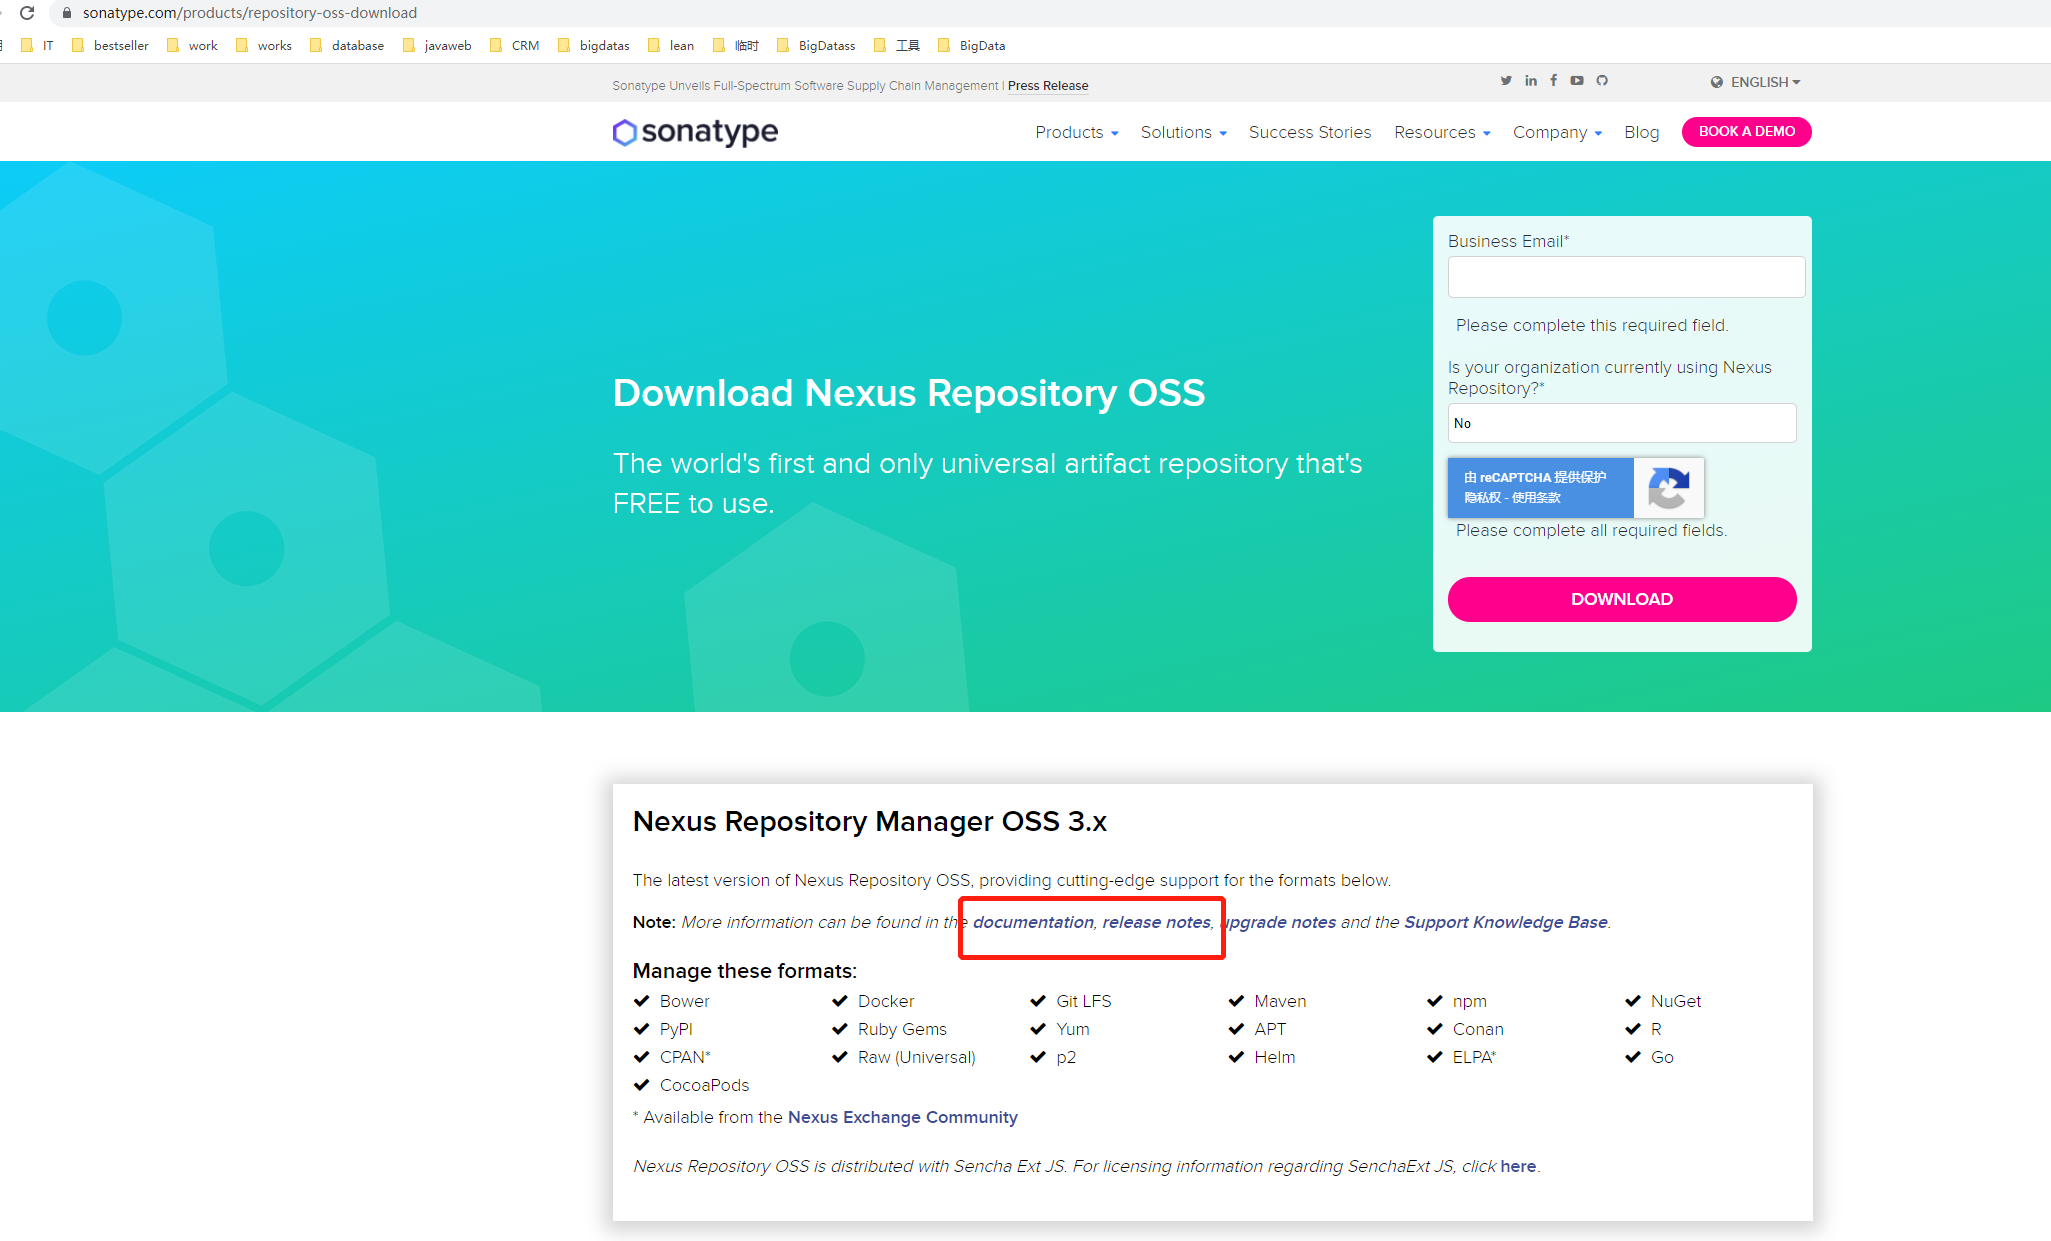 sonatype.com/products/repository-oss-download
IT bestseller work works database javaweb CRM bigdatas lean 临时 BigDatass 工具 BigData
Sonatype Unveils Full-Spectrum Software Supply Chain Management | Press Release
ENGLISH
sonatype
Products Solutions Success Stories Resources Company Blog BOOK A DEMO
Business Email*
Please complete this required field.
Is your organization currently using Nexus
Repository?*
No
由 reCAPTCHA 提供保护
隐私权 - 使用条款
Please complete all required fields.
DOWNLOAD
Download Nexus Repository OSS
The world's first and only universal artifact repository that's
FREE to use.
Nexus Repository Manager OSS 3.x
The latest version of Nexus Repository OSS, providing cutting-edge support for the formats below.
Note: More information can be found in the documentation, release notes, upgrade notes and the Support Knowledge Base.
Manage these formats:
Bower Docker Git LFS Maven npm NuGet
PyPI Ruby Gems Yum APT Conan R
CPAN* Raw (Universal) p2 Helm ELPA* Go
CocoaPods
* Available from the Nexus Exchange Community
Nexus Repository OSS is distributed with Sencha Ext JS. For licensing information regarding SenchaExt JS, click here.